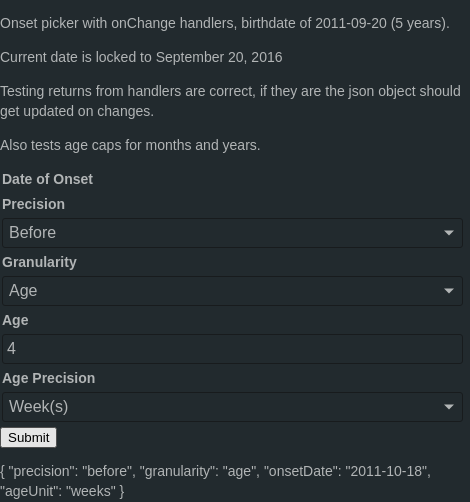 Onset picker with onChange handlers, birthdate of 2011-09-20 (5 years).
Current date is locked to September 20, 2016
Testing returns from handlers are correct, if they are the json object should
get updated on changes.
Also tests age caps for months and years.
Date of Onset
Precision
Before
Granularity
Age
Age
4
Age Precision
Week(s)
Submit
{ "precision": "before", "granularity": "age", "onsetDate": "2011-10-18",
"ageUnit": "weeks" }